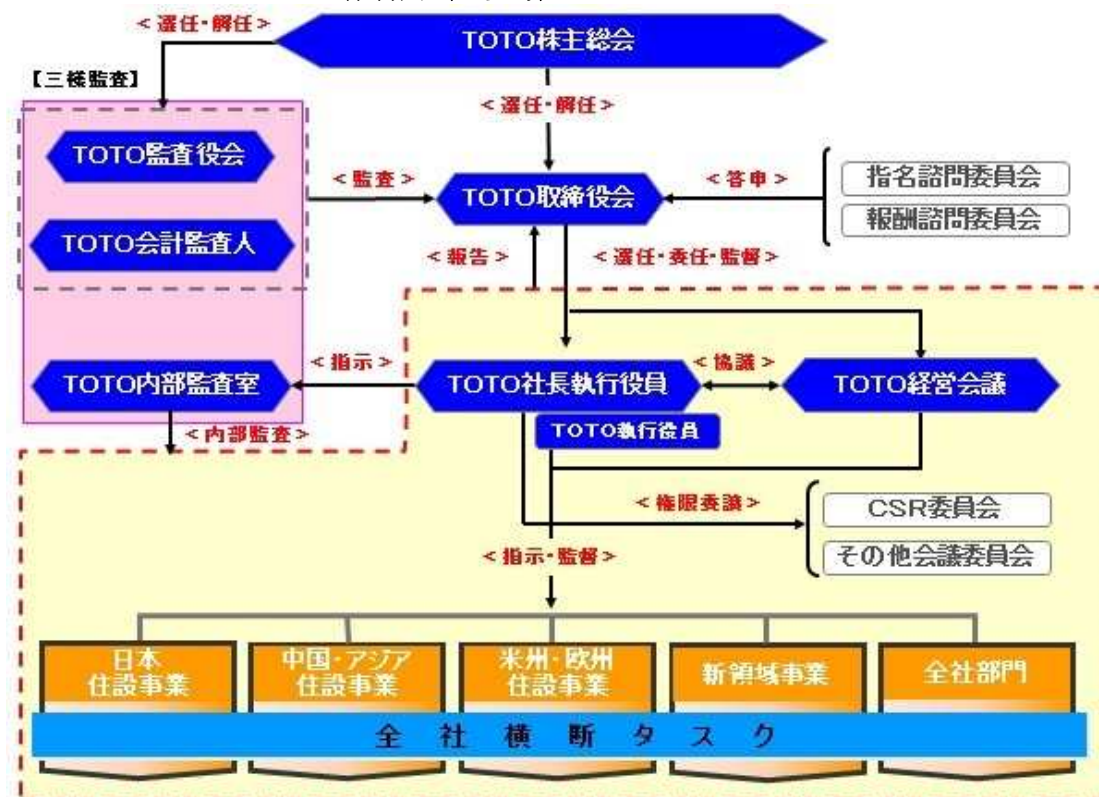 <選任・解任>
TOTO株主総会
【三様監査】
<選任・解任>
TOTO監査役会
<監査>
TOTO取締役会
<答申>
指名諮問委員会
報酬諮問委員会
TOTO会計監査人
<報告>
<選任・委任・監督>
TOTO内部監査室
<指示>
TOTO社長執行役員
<協議>
TOTO経営会議
TOTO執行役員
<内部監査>
<権限委譲>
CSR委員会
その他会議委員会
<指示・監督>
日本
住設事業
中国・アジア
住設事業
米州・欧州
住設事業
新領域事業
全社部門
全社横断タスク